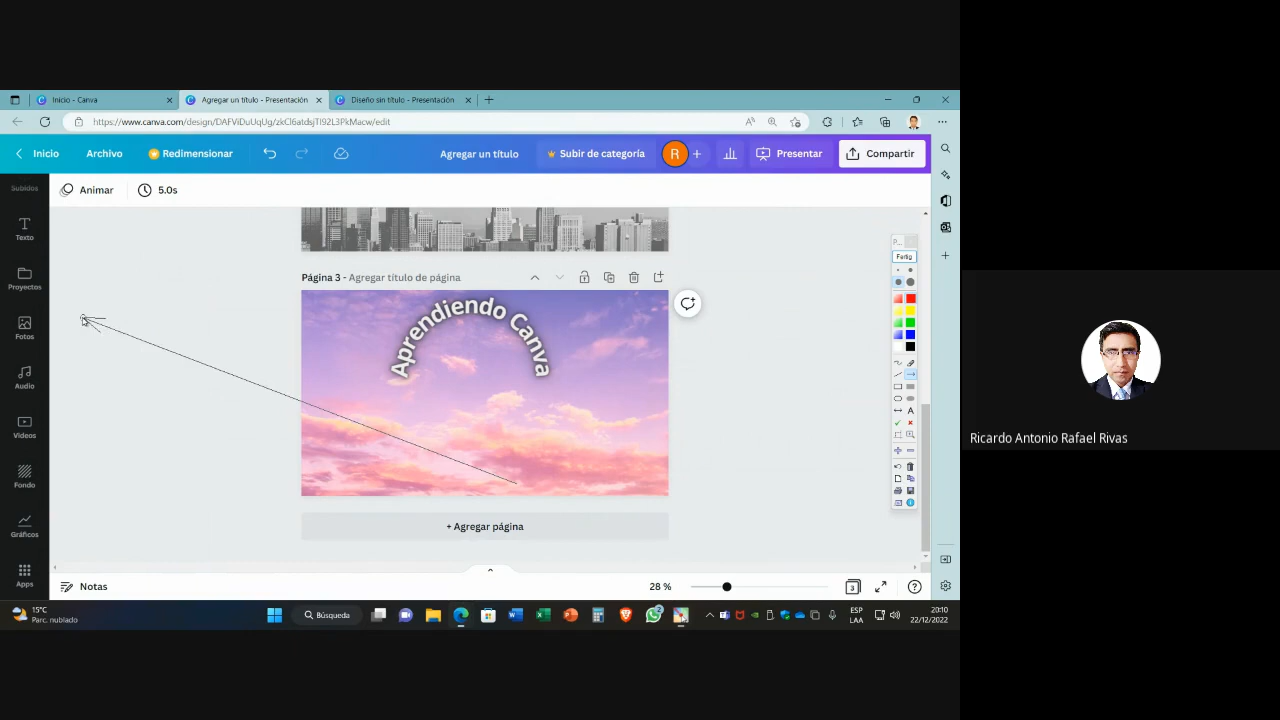 Inicio - Canva
Agregar un título - Presentación
Diseño sin título - Presentación
https://www.canva.com/design/DAFViDuUqUg/zkCl6atdsjTI92L3PkMacw/edit
Inicio
Archivo
Redimensionar
Agregar un título
Subir de categoría
R
Presentar
Compartir
Subidos
Animar
5.0s
Texto
Proyectos
Fotos
Audio
Videos
Fondo
Gráficos
Apps
Página 3 - Agregar título de página
Aprendiendo Canva
+ Agregar página
P...
Fertig
A
Notas
28 %
3
15°C
Parc. nublado
Búsqueda
ESP
LAA
20:10
22/12/2022
Ricardo Antonio Rafael Rivas